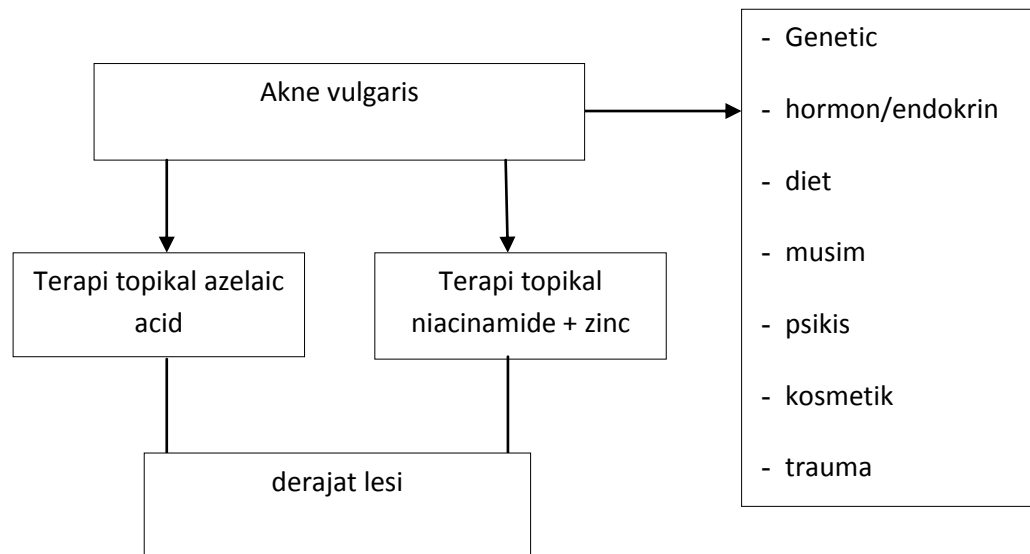 Akne vulgaris
Terapi topikal azelaic
acid
Terapi topikal
niacinamide + zinc
derajat lesi
- Genetic
- hormon/endokrin
- diet
- musim
- psikis
- kosmetik
- trauma